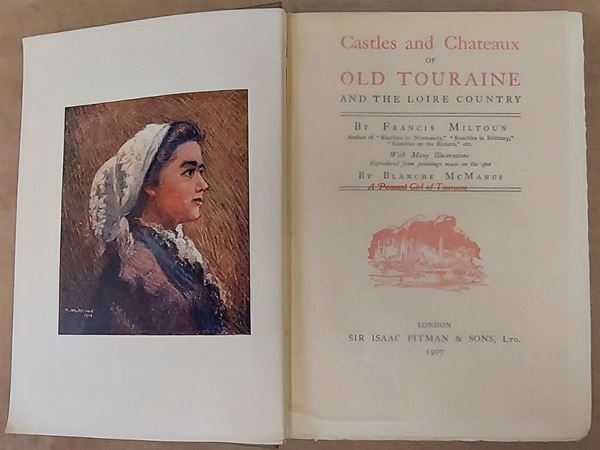 Castles and Chateaux
OF
OLD TOURAINE
AND THE LOIRE COUNTRY
By Francis Miltoun
Author of "Rambles in Normandy," "Rambles in Brittany,"
"Rambles on the Riviera," etc.
With Many Illustrations
Reproduced from paintings made on the spot
By Blanche McManus
A Peasant Girl of Touraine
LONDON
SIR ISAAC PITMAN & SONS, Ltd.
1907